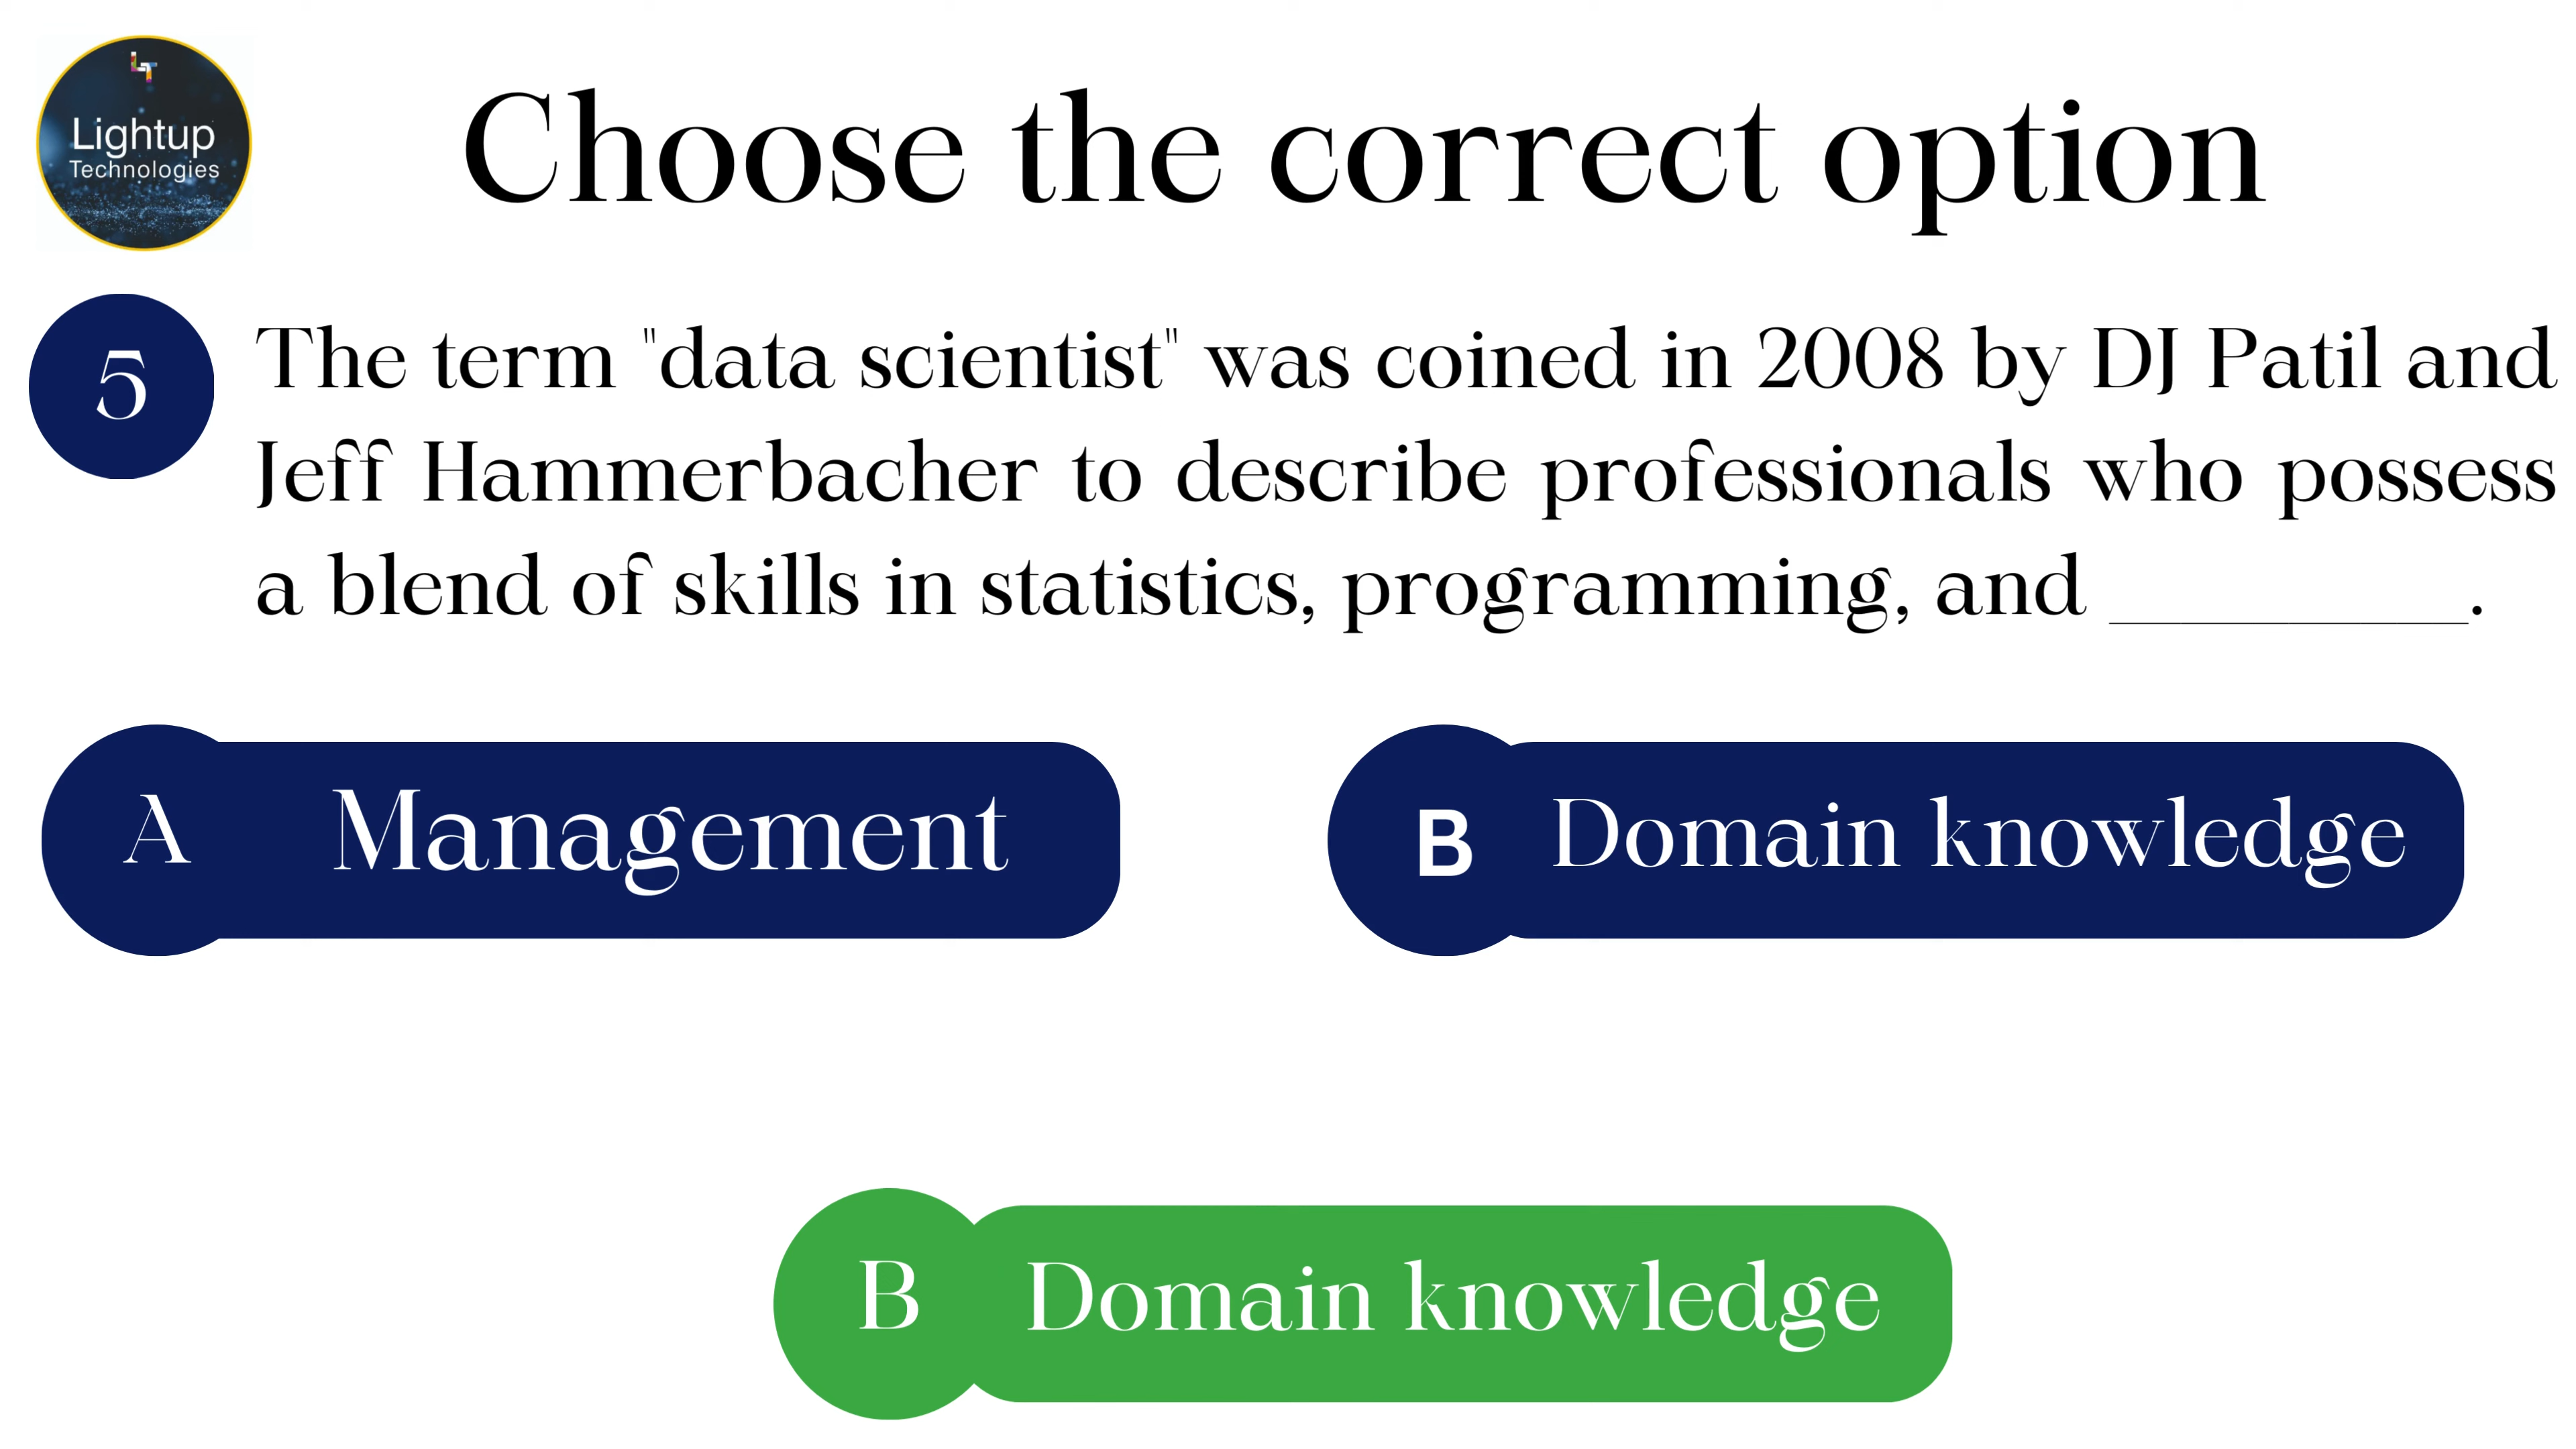 LT
Lightup
Technologies
Choose the correct option
5
The term "data scientist" was coined in 2008 by DJ Patil and
Jeff Hammerbacher to describe professionals who possess
a blend of skills in statistics, programming, and __________.
A Management
B Domain knowledge
B Domain knowledge